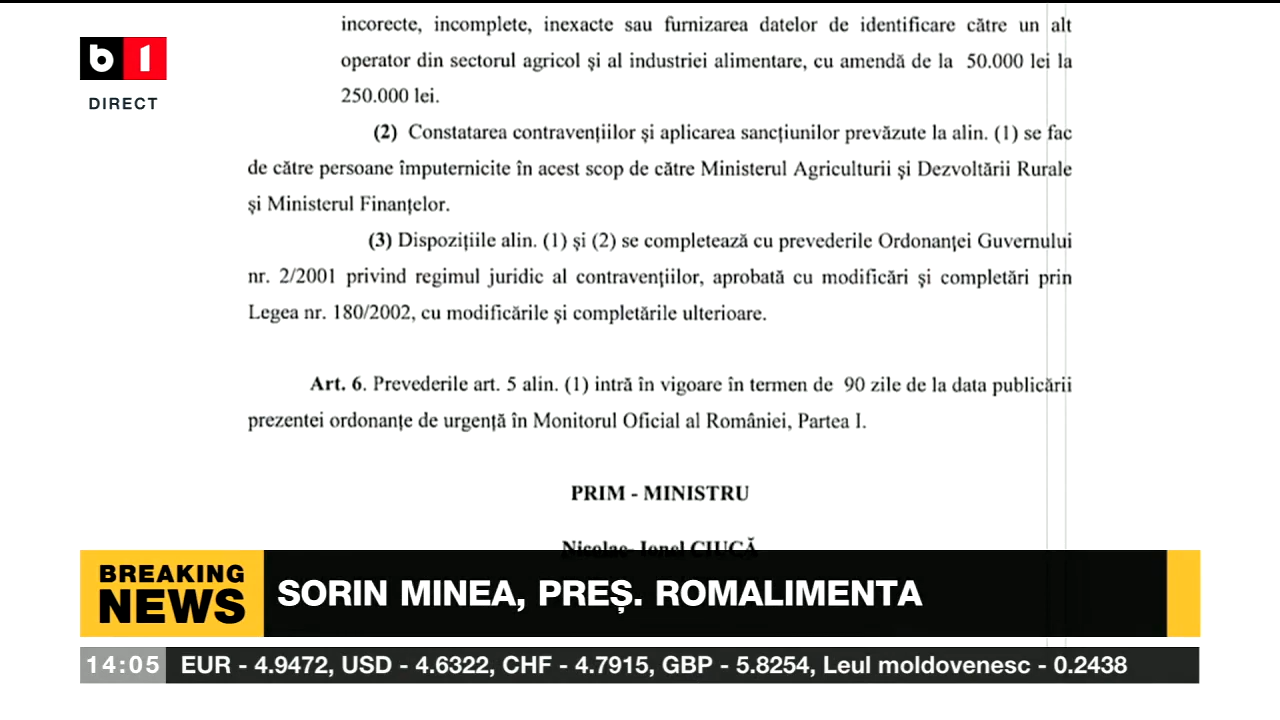 incorecte, incomplete, inexacte sau furnizarea datelor de identificare către un alt
operator din sectorul agricol și al industriei alimentare, cu amendă de la 50.000 lei la
250.000 lei.
(2) Constatarea contravențiilor și aplicarea sancțiunilor prevăzute la alin. (1) se fac
de către persoane împuternicite în acest scop de către Ministerul Agriculturii și Dezvoltării Rurale
și Ministerul Finanțelor.
(3) Dispozițiile alin. (1) și (2) se completează cu prevederile Ordonanței Guvernului
nr. 2/2001 privind regimul juridic al contravențiilor, aprobată cu modificări și completări prin
Legea nr. 180/2002, cu modificările și completările ulterioare.
Art. 6. Prevederile art. 5 alin. (1) intră în vigoare în termen de 90 zile de la data publicării
prezentei ordonanțe de urgență în Monitorul Oficial al României, Partea I.
PRIM - MINISTRU
Nicolae- Ionel CIUCĂ
b1
DIRECT
BREAKING
NEWS
SORIN MINEA, PREȘ. ROMALIMENTA
14:05 EUR - 4.9472, USD - 4.6322, CHF - 4.7915, GBP - 5.8254, Leul moldovenesc - 0.2438